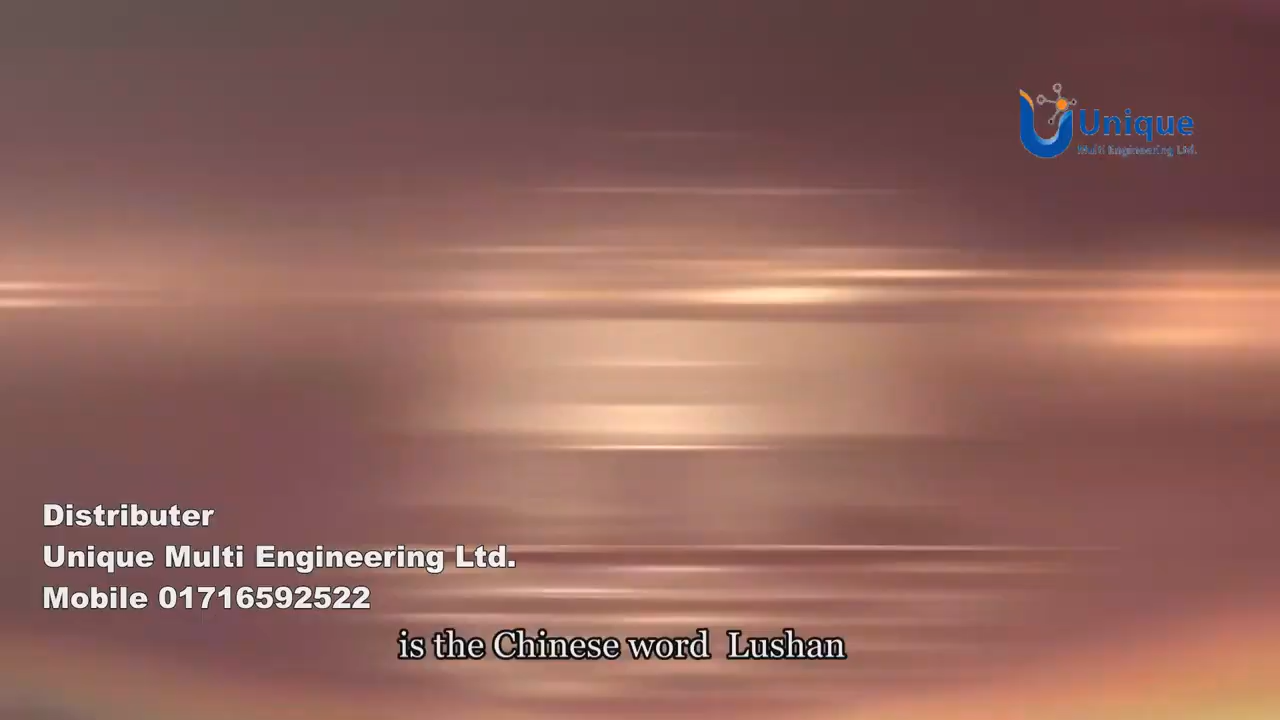 Unique
Multi Engineering Ltd.
Distributer
Unique Multi Engineering Ltd.
Mobile 01716592522
is the Chinese word Lushan